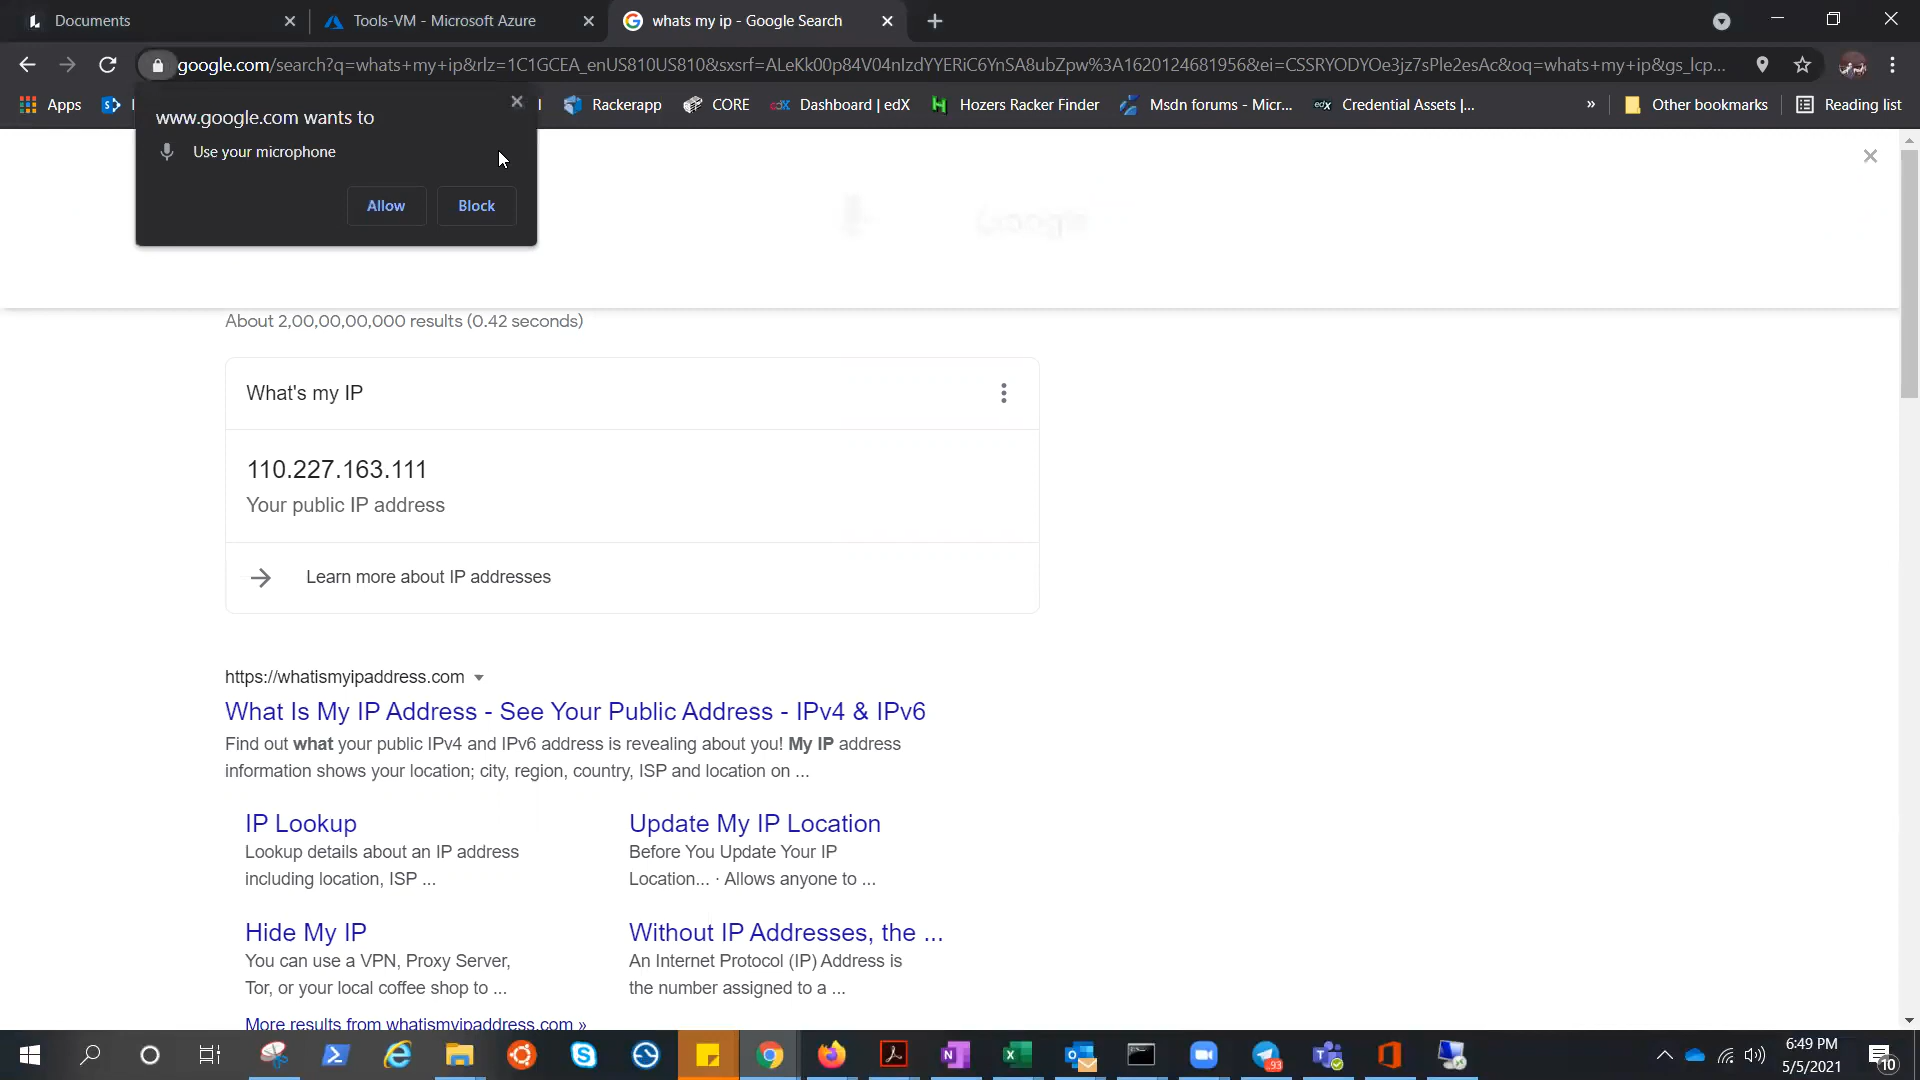 Documents
Tools-VM - Microsoft Azure
whats my ip - Google Search
google.com/search?q=whats+my+ip&rlz=1C1GCEA_enUS810US810&sxsrf=ALeKk00p84V04nIzdYYERiC6YnSA8ubZpw%3A1620124681956&ei=CSSRYODYOe3jz7sPle2esAc&oq=whats+my+ip&gs_lcp...
Apps
Rackerapp
CORE
Dashboard | edX
Hozers Racker Finder
Msdn forums - Micr...
Credential Assets |...
»
Other bookmarks
Reading list
www.google.com wants to
Use your microphone
Allow
Block
Google
About 2,00,00,00,000 results (0.42 seconds)
What's my IP
110.227.163.111
Your public IP address
Learn more about IP addresses
https://whatismyipaddress.com
What Is My IP Address - See Your Public Address - IPv4 & IPv6
Find out what your public IPv4 and IPv6 address is revealing about you! My IP address
information shows your location; city, region, country, ISP and location on ...
IP Lookup
Lookup details about an IP address
including location, ISP ...
Update My IP Location
Before You Update Your IP
Location... · Allows anyone to ...
Hide My IP
You can use a VPN, Proxy Server,
Tor, or your local coffee shop to ...
Without IP Addresses, the ...
An Internet Protocol (IP) Address is
the number assigned to a ...
More results from whatismyipaddress.com »
93
6:49 PM
5/5/2021
10